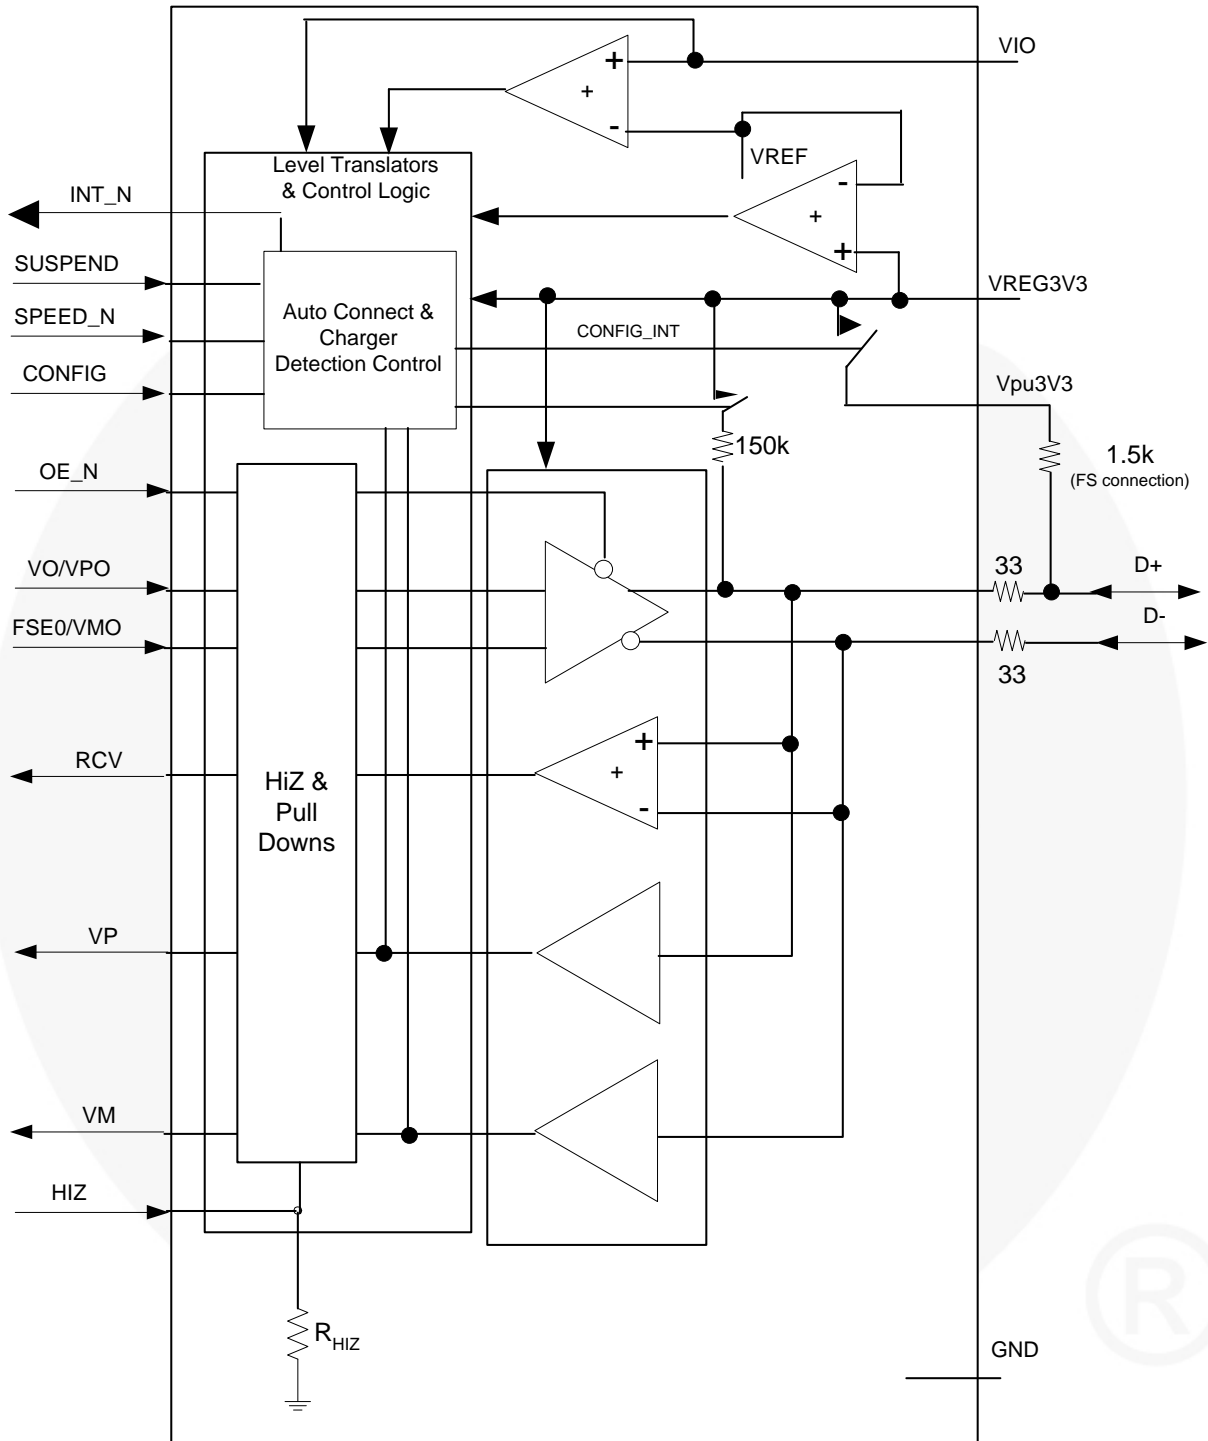 VIO
+
+
-
VREF
Level Translators
& Control Logic
-
+
+
INT_N
SUSPEND
VREG3V3
SPEED_N
Auto Connect &
Charger
Detection Control
CONFIG_INT
CONFIG
Vpu3V3
150k
1.5k
(FS connection)
OE_N
VO/VPO
33
D+
FSE0/VMO
D-
33
+
RCV
+
-
HiZ &
Pull
Downs
VP
VM
HIZ
RHIZ
GND
®